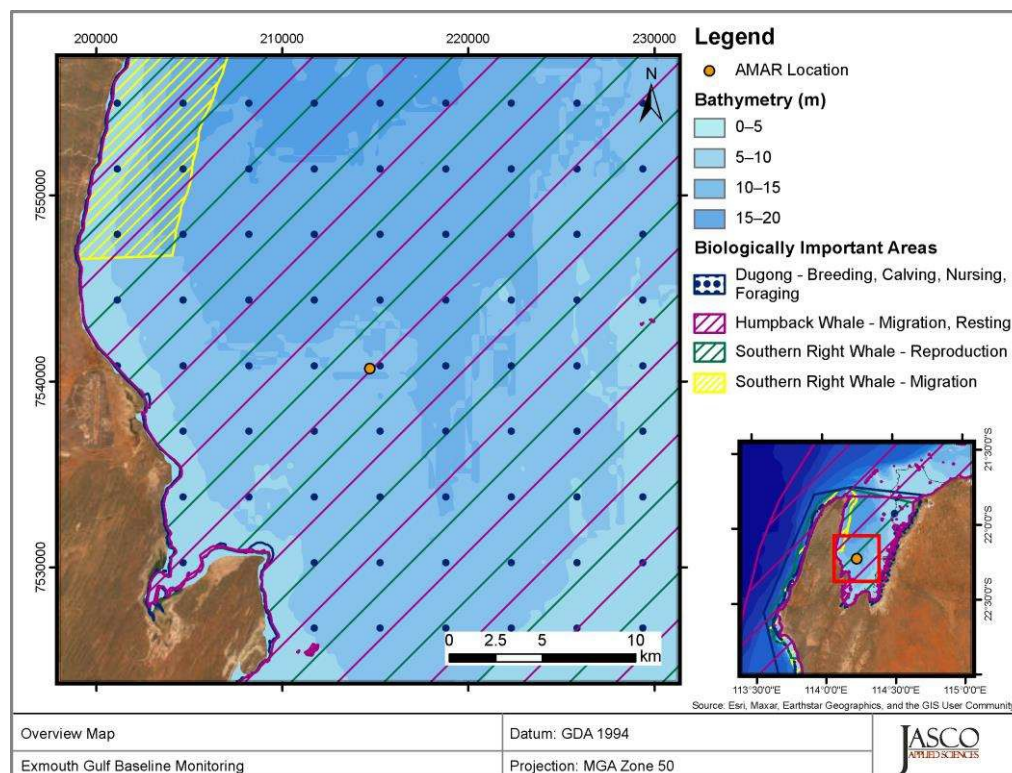 200000
210000
220000
230000
7550000
7540000
7530000
N
0 2.5 5 10
km
Legend
AMAR Location
Bathymetry (m)
0–5
5–10
10–15
15–20
Biologically Important Areas
Dugong - Breeding, Calving, Nursing,
Foraging
Humpback Whale - Migration, Resting
Southern Right Whale - Reproduction
Southern Right Whale - Migration
21°30'0"S
22°0'0"S
22°30'0"S
113°30'0"E 114°0'0"E 114°30'0"E 115°0'0"E
Source: Esri, Maxar, Earthstar Geographics, and the GIS User Community
Overview Map
Datum: GDA 1994
Exmouth Gulf Baseline Monitoring
Projection: MGA Zone 50
JASCO
APPLIED SCIENCES